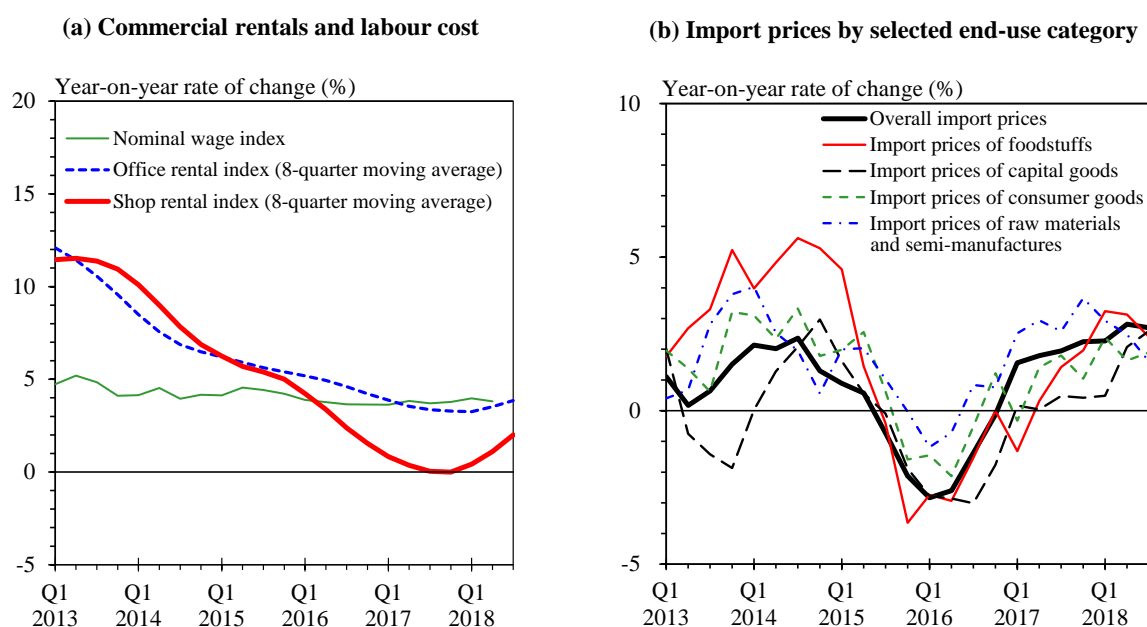 (a) Commercial rentals and labour cost
Year-on-year rate of change (%)
20
15
10
5
0
-5
Nominal wage index
Office rental index (8-quarter moving average)
Shop rental index (8-quarter moving average)
Q1 Q1 Q1 Q1 Q1 Q1
2013 2014 2015 2016 2017 2018
(b) Import prices by selected end-use category
Year-on-year rate of change (%)
10
5
0
-5
Overall import prices
Import prices of foodstuffs
Import prices of capital goods
Import prices of consumer goods
Import prices of raw materials
and semi-manufactures
Q1 Q1 Q1 Q1 Q1 Q1
2013 2014 2015 2016 2017 2018